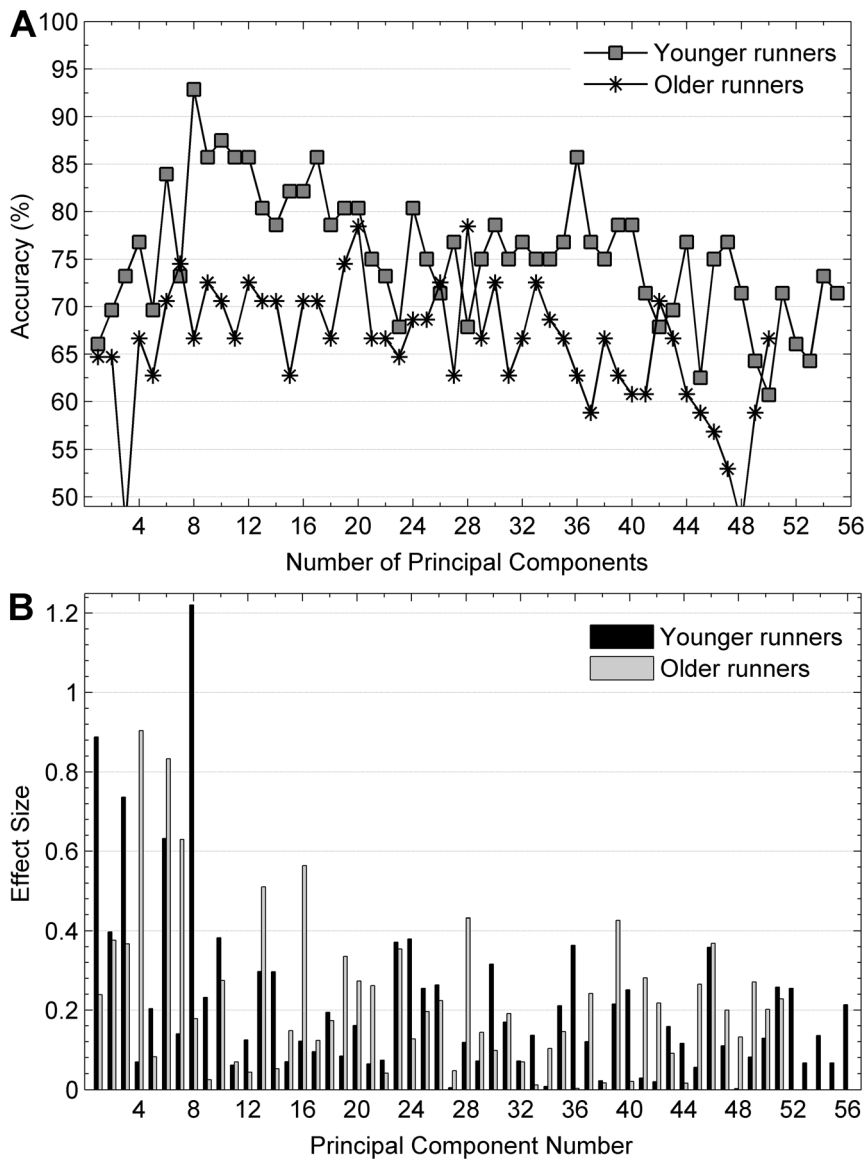 A
100
95
90
85
80
75
70
65
60
55
50
Accuracy (%)
Younger runners
Older runners
4 8 12 16 20 24 28 32 36 40 44 48 52 56
Number of Principal Components
B
1.2
1
0.8
0.6
0.4
0.2
0
Effect Size
Younger runners
Older runners
4 8 12 16 20 24 28 32 36 40 44 48 52 56
Principal Component Number